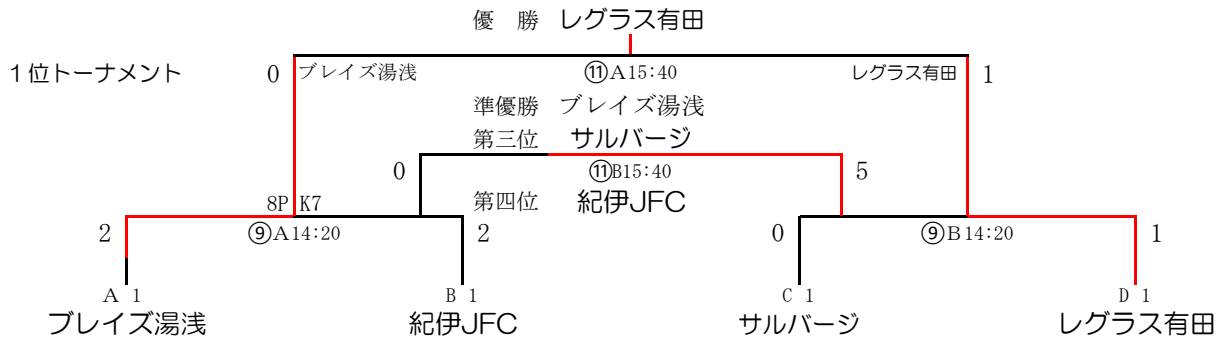 優 勝 レグラス有田
1位トーナメント 0 ブレイズ湯浅 ⑪A15:40 レグラス有田 1
準優勝 ブレイズ湯浅
第三位 サルバージ
0 ⑪B15:40 5
8P K7 第四位 紀伊JFC
2 ⑨A14:20 2 0 ⑨B14:20 1
A 1 B 1 C 1 D 1
ブレイズ湯浅 紀伊JFC サルバージ レグラス有田